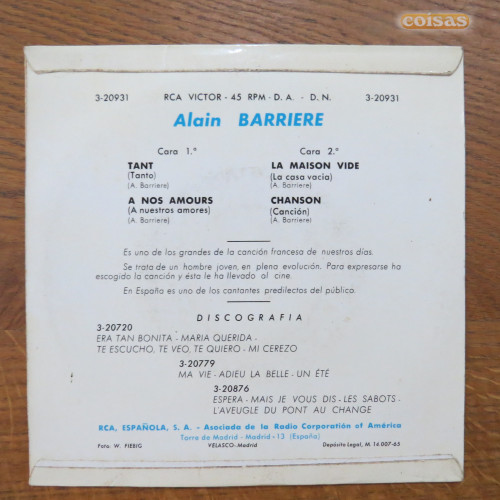 coisas
3-20931 RCA VICTOR - 45 RPM - D. A. - D. N. 3-20931
Alain BARRIERE
Cara 1.ª Cara 2.ª
TANT LA MAISON VIDE
(Tanto) (La casa vacia)
(A. Barriere) (A. Barriere)
A NOS AMOURS CHANSON
(A nuestros amores) (Canción)
(A. Barriere) (A. Barriere)
Es uno de los grandes de la canción francesa de nuestros días.
Se trata de un hombre joven, en plena evolución. Para expresarse ha
escogido la canción y ésta le ha llevado al cine.
En España es uno de los cantantes predilectos del público.
DISCOGRAFIA
3-20720
ERA TAN BONITA - MARIA QUERIDA -
TE ESCUCHO, TE VEO, TE QUIERO - MI CEREZO
3-20779
MA VIE - ADIEU LA BELLE - UN ÉTÉ
3-20876
ESPERA - MAIS JE VOUS DIS - LES SABOTS -
L'AVEUGLE DU PONT AU CHANGE
RCA, ESPAÑOLA, S. A. - Asociada de la Radio Corporatión of América
Torre de Madrid - Madrid - 13 (España)
Foto: W. FIEBIG VELASCO-Madrid Depósito Legal, M. 16 007-65